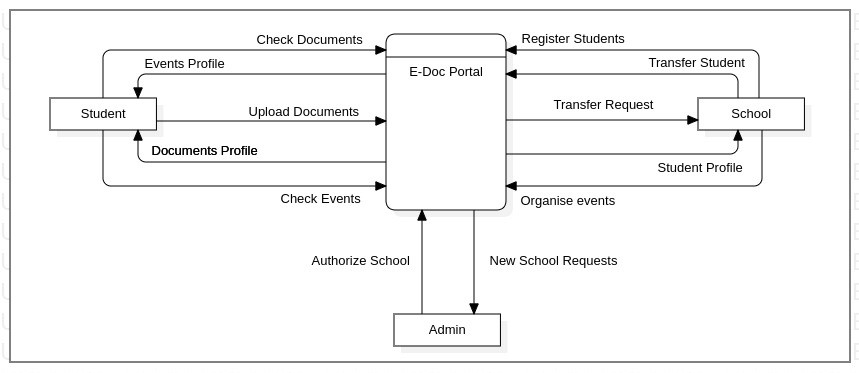 Check Documents
Register Students
Events Profile
E-Doc Portal
Transfer Student
Student
Upload Documents
Transfer Request
School
Documents Profile
Student Profile
Check Events
Organise events
Authorize School
New School Requests
Admin